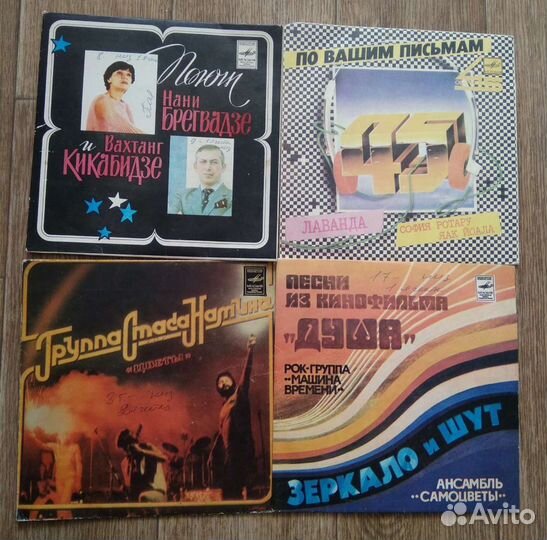 Поют
Нани
Брегвадзе
и Вахтанг
Кикабидзе
ПО ВАШИМ ПИСЬМАМ
45
ЛАВАНДА
СОФИЯ РОТАРУ
ЯАК ЙОАЛА
Группа Стаса Намина
«ЦВЕТЫ»
ПЕСНИ
ИЗ КИНОФИЛЬМА
„ДУША"
РОК-ГРУППА
«МАШИНА
ВРЕМЕНИ»
ЗЕРКАЛО и ШУТ
АНСАМБЛЬ
«САМОЦВЕТЫ»
Avito